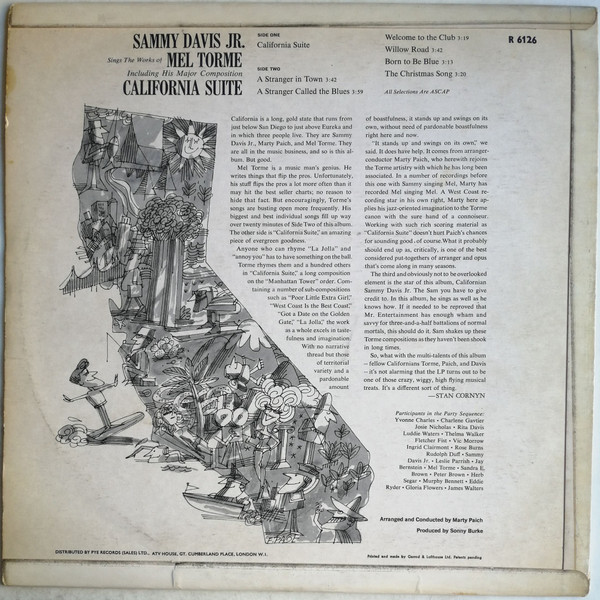 SAMMY DAVIS JR.
Sings The Works of MEL TORME
Including His Major Composition
CALIFORNIA SUITE
SIDE ONE
California Suite
SIDE TWO
A Stranger in Town 3:42
A Stranger Called the Blues 3:59
Welcome to the Club 3:19
Willow Road 3:42
Born to Be Blue 3:13
The Christmas Song 3:20
All Selections Are ASCAP
R 6126
California is a long, gold state that runs from
just below San Diego to just above Eureka and
in which three people live. They are Sammy
Davis Jr., Marty Paich, and Mel Torme. They
are all in the music business, and so is this al-
bum. But good.
Mel Torme is a music man's genius. He
writes things that flip the pros. Unfortunately,
his stuff flips the pros a lot more often than it
may hit the best seller charts; no reason to
hide that fact. But encouragingly, Torme's
songs are busting open more frequently. His
biggest and best individual songs fill up way
over twenty minutes of Side Two of this album.
The other side is "California Suite," an amazing
piece of evergreen goodness.
Anyone who can rhyme "La Jolla" and
"annoy you" has to have something on the ball.
Torme rhymes them and a hundred others
in "California Suite," a long composition
on the "Manhattan Tower" order. Con-
taining a number of sub-compositions
such as "Poor Little Extra Girl,"
"West Coast Is the Best Coast,"
"Got a Date on the Golden
Gate," "La Jolla," the work
as a whole excels in taste-
fulness and imagination.
With no narrative
thread but those
of territorial
variety and a
pardonable
amount
of boastfulness, it stands up and swings on its
own, without need of pardonable boastfulness
right here and now.
"It stands up and swings on its own," we
said. It does have help. It comes from arranger-
conductor Marty Paich, who herewith rejoins
the Torme artistry with which he has long been
associated. In a number of recordings before
this one with Sammy singing Mel, Marty has
recorded Mel singing Mel. A West Coast re-
cording star in his own right, Marty here ap-
plies his jazz-oriented imagination to the Torme
canon with the sure hand of a connoiseur.
Working with such rich scoring material as
"California Suite" doesn't hurt Paich's chances
for sounding good, of course. What it probably
should end up as, critically, is one of the best
considered put-togethers of arranger and opus
that's come along in many seasons.
The third and obviously not to be overlooked
element is the star of this album, Californian
Sammy Davis Jr. The Sam you have to give
credit to. In this album, he sings as well as he
knows how. If it needed to be reproved that
Mr. Entertainment has enough wham and
savvy for three-and-a-half battalions of normal
mortals, this should do it. Sam shakes up these
Torme compositions as they haven't been shook
in long times.
So, what with the multi-talents of this album
—fellow Californians Torme, Paich, and Davis
—it's not alarming that the LP turns out to be
one of those crazy, wiggy, high flying musical
treats. It's a different sort of thing.
—STAN CORNYN
Participants in the Party Sequence:
Yvonne Charles • Charlene Gavtier
Josie Nicholas • Rita Davis
Luddie Waters • Thelma Walker
Fletcher Fist • Vic Morrow
Ingrid Clairmont • Rose Burns
Rudolph Duff • Sammy
Davis Jr. • Leslie Parrish • Jay
Bernstein • Mel Torme • Sandra E.
Brown • Peter Brown • Herb
Segar • Murphy Bennett • Eddie
Ryder • Gloria Flowers • James Walters
Arranged and Conducted by Marty Paich
Produced by Sonny Burke
DISTRIBUTED BY PYE RECORDS (SALES) LTD., ATV HOUSE, GT. CUMBERLAND PLACE, LONDON W.1.
Printed and made by Garrod & Lofthouse Ltd. Patents pending